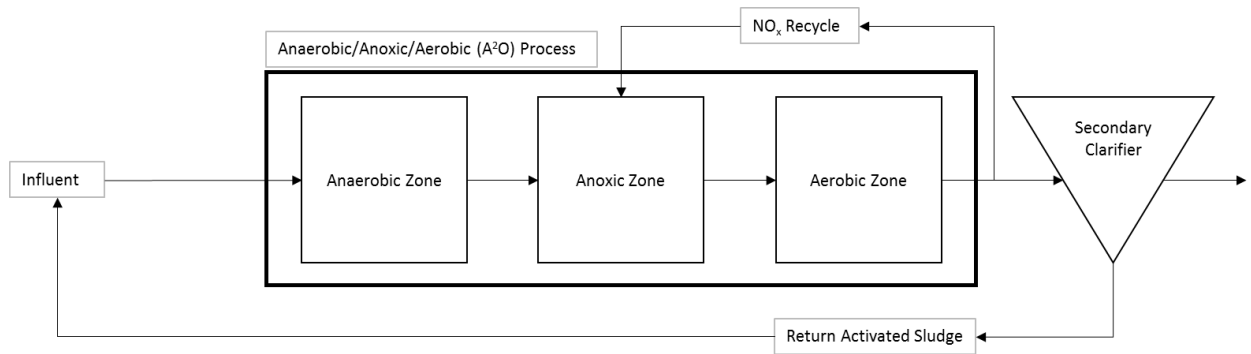 NOₓ Recycle
Anaerobic/Anoxic/Aerobic (A²O) Process
Secondary
Clarifier
Influent
Anaerobic Zone
Anoxic Zone
Aerobic Zone
Return Activated Sludge